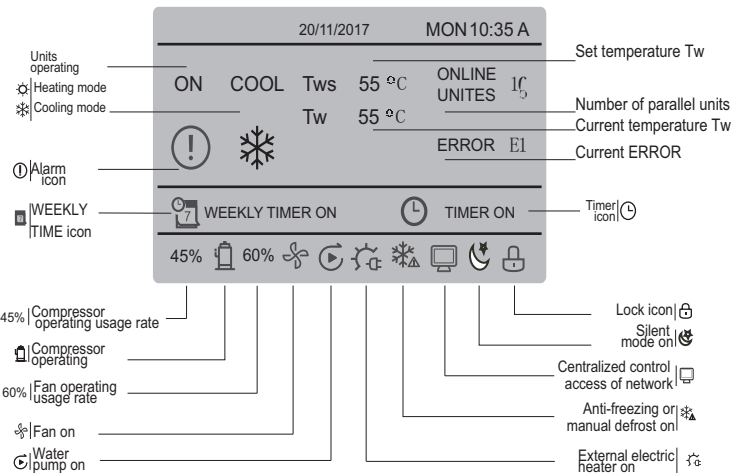 20/11/2017 MON 10:35 A
ON COOL Tws 55 °C ONLINE UNITES
Tw 55 °C
ERROR E1
7 WEEKLY TIMER ON TIMER ON
45% 60%
Units
operating
Heating mode
Cooling mode
Alarm
icon
WEEKLY
TIME icon
45% Compressor
operating usage rate
Compressor
operating
60% Fan operating
usage rate
Fan on
Water
pump on
Set temperature Tw
Number of parallel units
Current temperature Tw
Current ERROR
Timer
icon
Lock icon
Silent
mode on
Centralized control
access of network
Anti-freezing or
manual defrost on
External electric
heater on